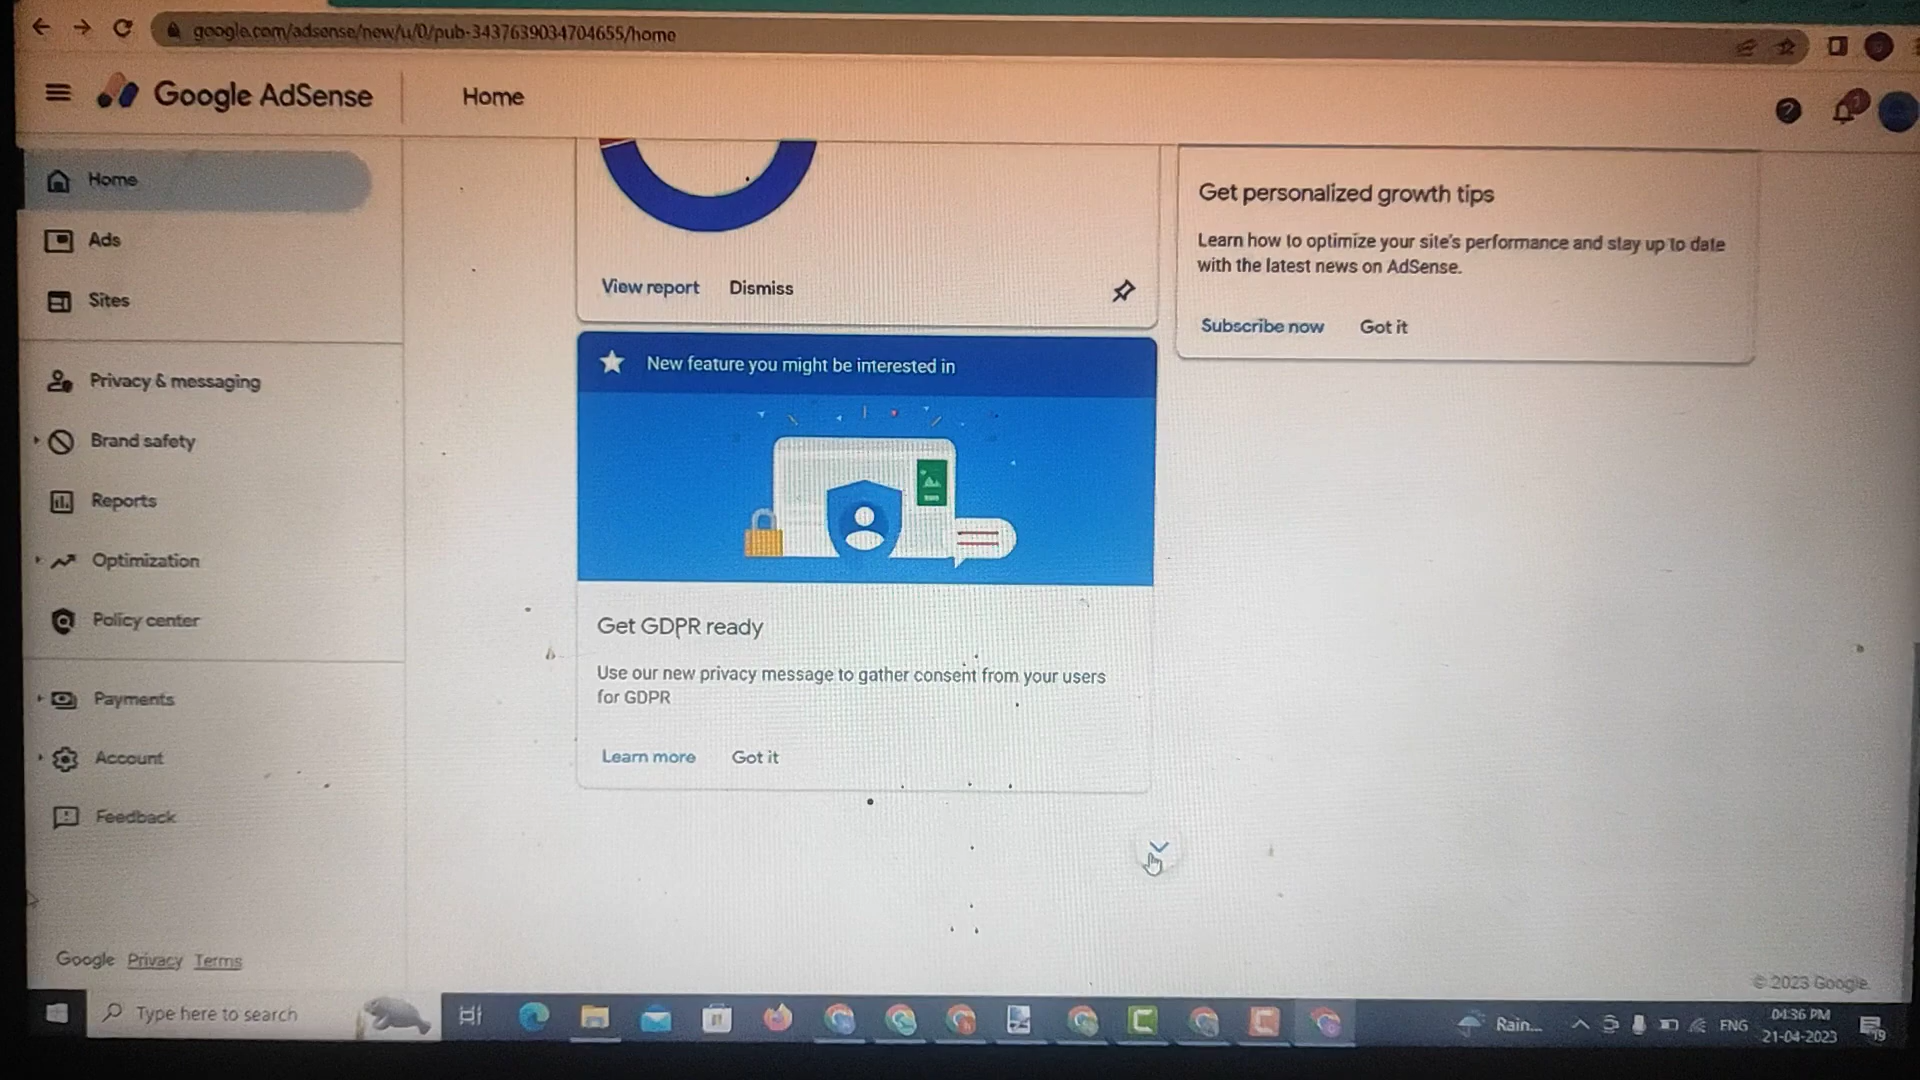 google.com/adsense/new/u/0/pub-3437639034704655/home
Google AdSense
Home
Home
Ads
Sites
Privacy & messaging
Brand safety
Reports
Optimization
Policy center
Payments
Account
Feedback
Google Privacy Terms
View report Dismiss
New feature you might be interested in
Get GDPR ready
Use our new privacy message to gather consent from your users
for GDPR
Learn more Got it
Get personalized growth tips
Learn how to optimize your site's performance and stay up to date
with the latest news on AdSense.
Subscribe now Got it
© 2023 Google
Type here to search
Rain...
ENG
04:36 PM
21-04-2023
19